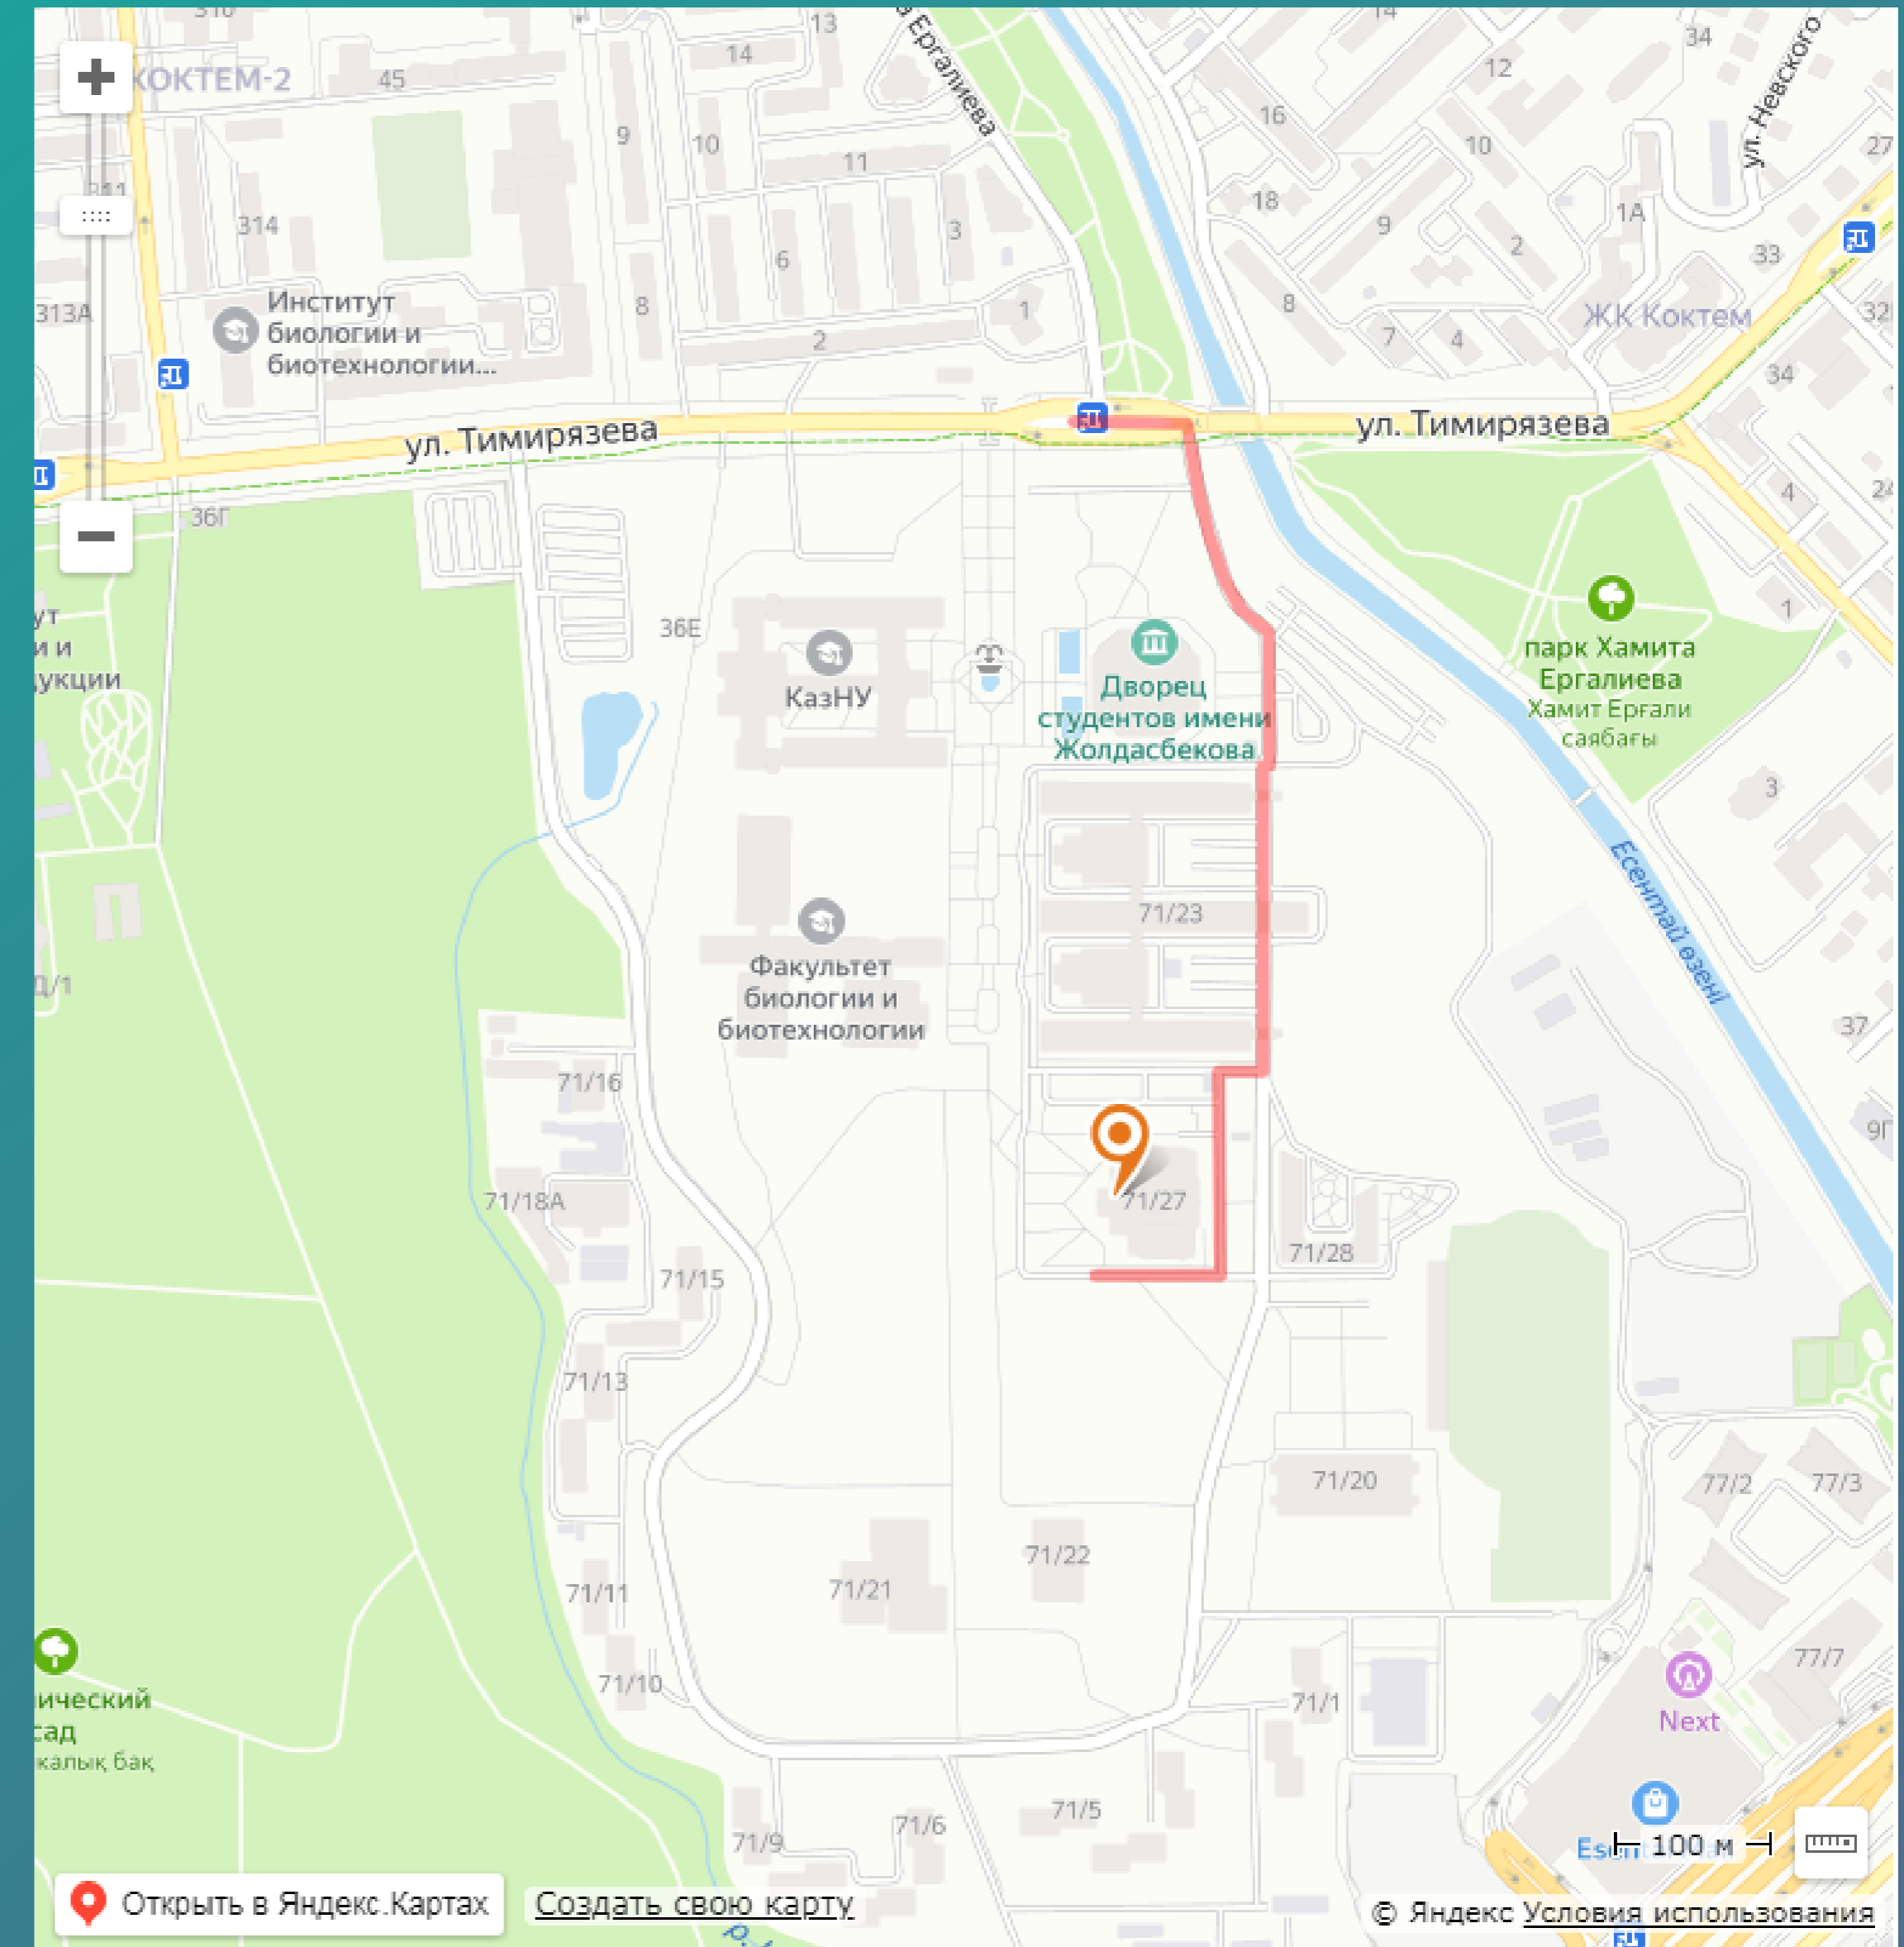 13
14
34
12
45
КОКТЕМ-2
Ергалиева
ул. Невского
16
9
10
10
27
11
311
18
1А
314
3
9
2
33
6
Институт
биологии и
биотехнологии...
313А
8
1
8
ЖК Коктем
32
2
7
4
34
ул. Тимирязева
ул. Тимирязева
36Г
4
36Е
1
КазНУ
Дворец
студентов имени
Жолдасбекова
парк Хамита
Ергалиева
Хамит Ерғали
саябағы
3
71/23
Есентай өзені
Факультет
биологии и
биотехнологии
37
71/16
71/27
71/18А
71/28
71/15
71/13
71/20
77/2
77/3
71/22
71/21
71/11
77/7
71/10
71/1
Next
сад
бақ
71/5
71/6
71/9
100 м
Открыть в Яндекс.Картах
Создать свою карту
© Яндекс Условия использования